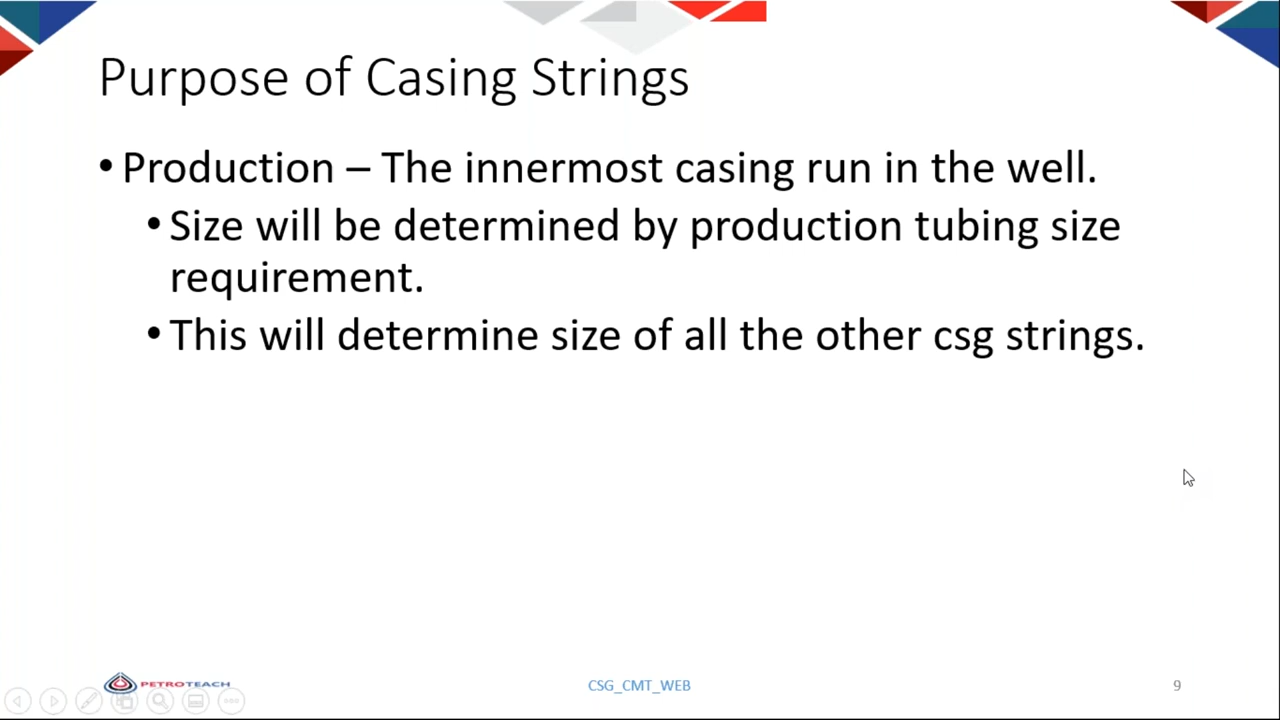 Purpose of Casing Strings
• Production – The innermost casing run in the well.
• Size will be determined by production tubing size
requirement.
• This will determine size of all the other csg strings.
PETROTEACH
CSG_CMT_WEB
9